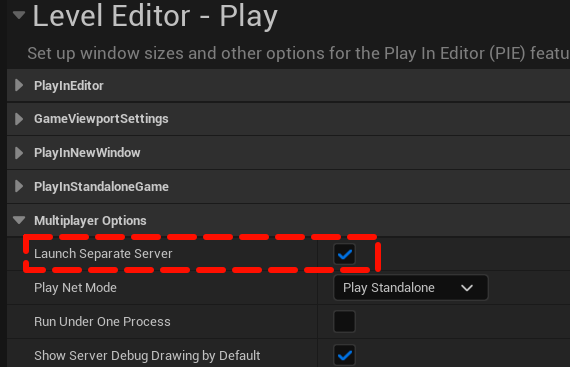 Level Editor - Play
Set up window sizes and other options for the Play In Editor (PIE) featu
PlayInEditor
GameViewportSettings
PlayInNewWindow
PlayInStandaloneGame
Multiplayer Options
Launch Separate Server
Play Net Mode Play Standalone
Run Under One Process
Show Server Debug Drawing by Default